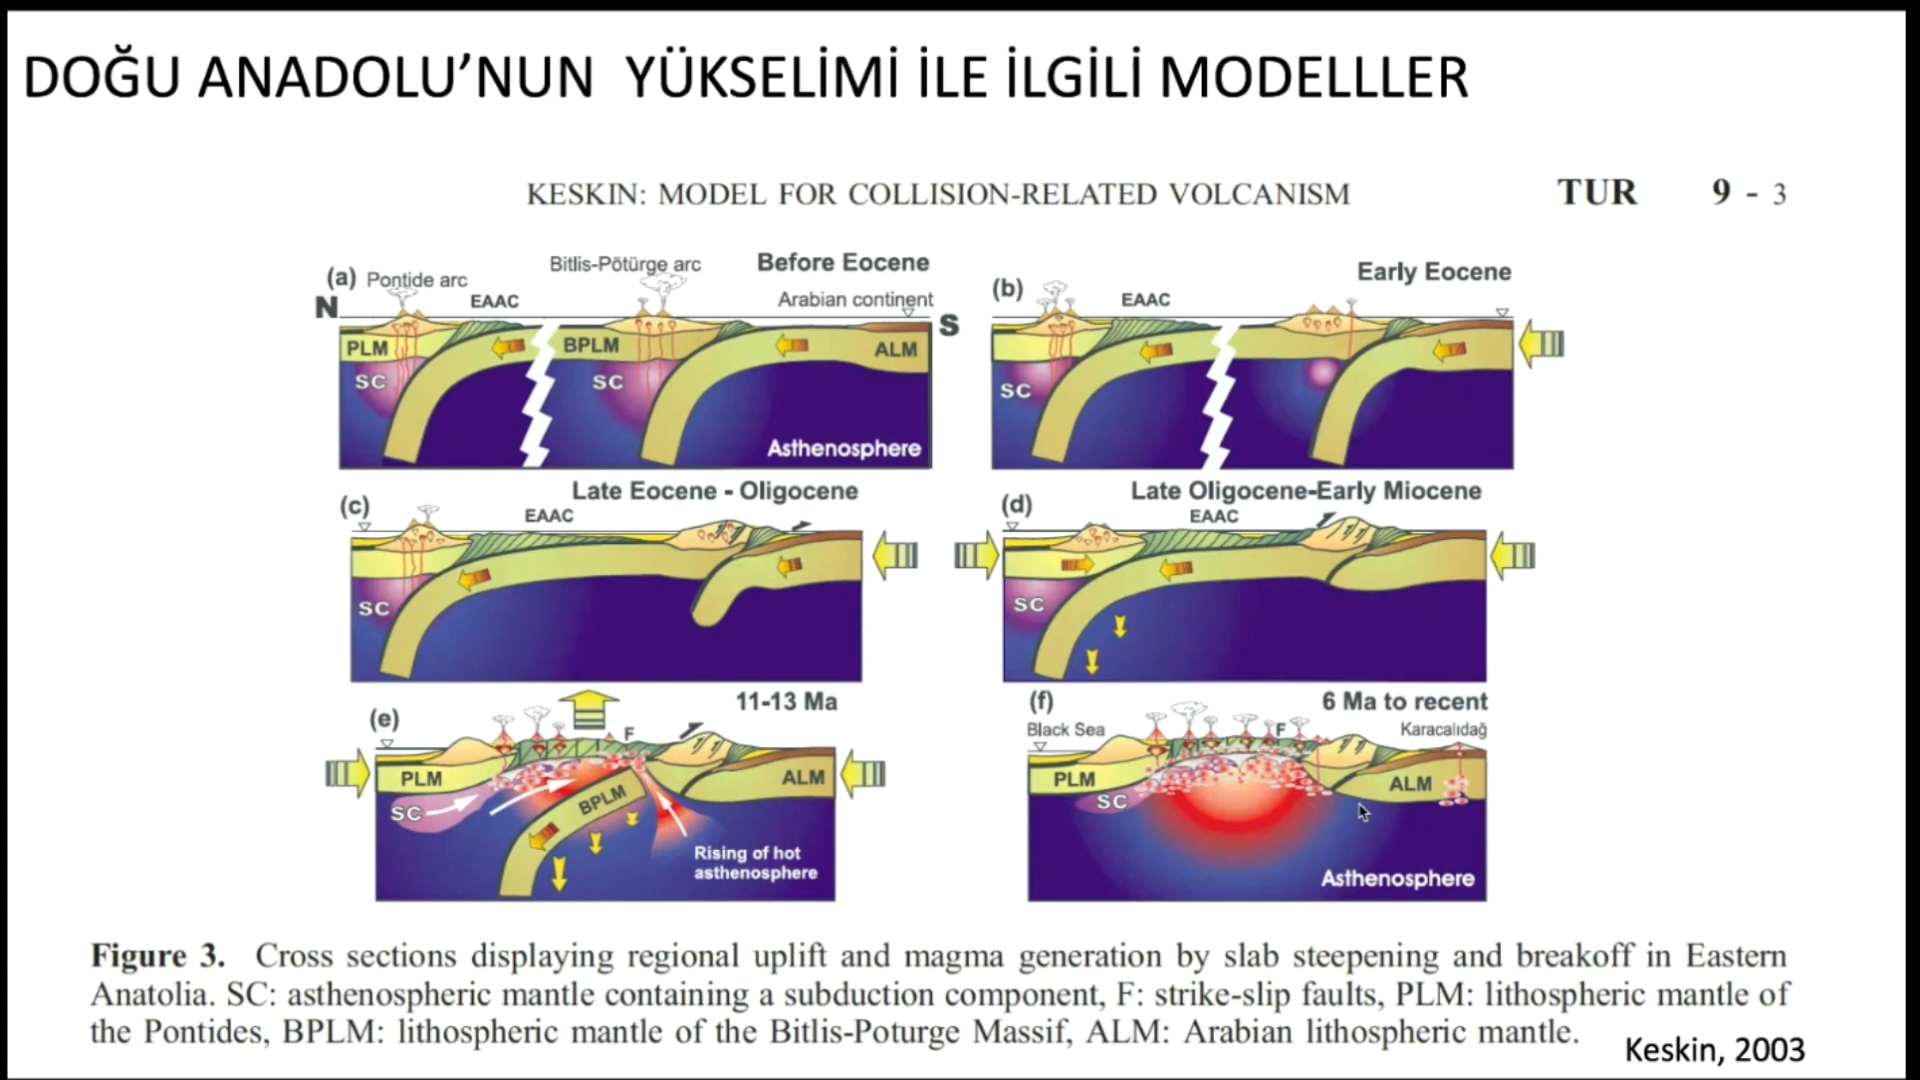 DOĞU ANADOLU’NUN YÜKSELİMİ İLE İLGİLİ MODELLLER
KESKIN: MODEL FOR COLLISION-RELATED VOLCANISM TUR 9 - 3
(a) Pontide arc Bitlis-Pötürge arc Before Eocene
N EAAC Arabian continent S
PLM BPLM ALM
SC SC
Asthenosphere
(b) Early Eocene
EAAC
SC
(c) Late Eocene - Oligocene
EAAC
SC
(d) Late Oligocene-Early Miocene
EAAC
SC
(e) 11-13 Ma
F
PLM ALM
SC BPLM
Rising of hot
asthenosphere
(f) 6 Ma to recent
Black Sea F Karacalıdağ
PLM ALM
SC
Asthenosphere
Figure 3. Cross sections displaying regional uplift and magma generation by slab steepening and breakoff in Eastern
Anatolia. SC: asthenospheric mantle containing a subduction component, F: strike-slip faults, PLM: lithospheric mantle of
the Pontides, BPLM: lithospheric mantle of the Bitlis-Poturge Massif, ALM: Arabian lithospheric mantle.
Keskin, 2003